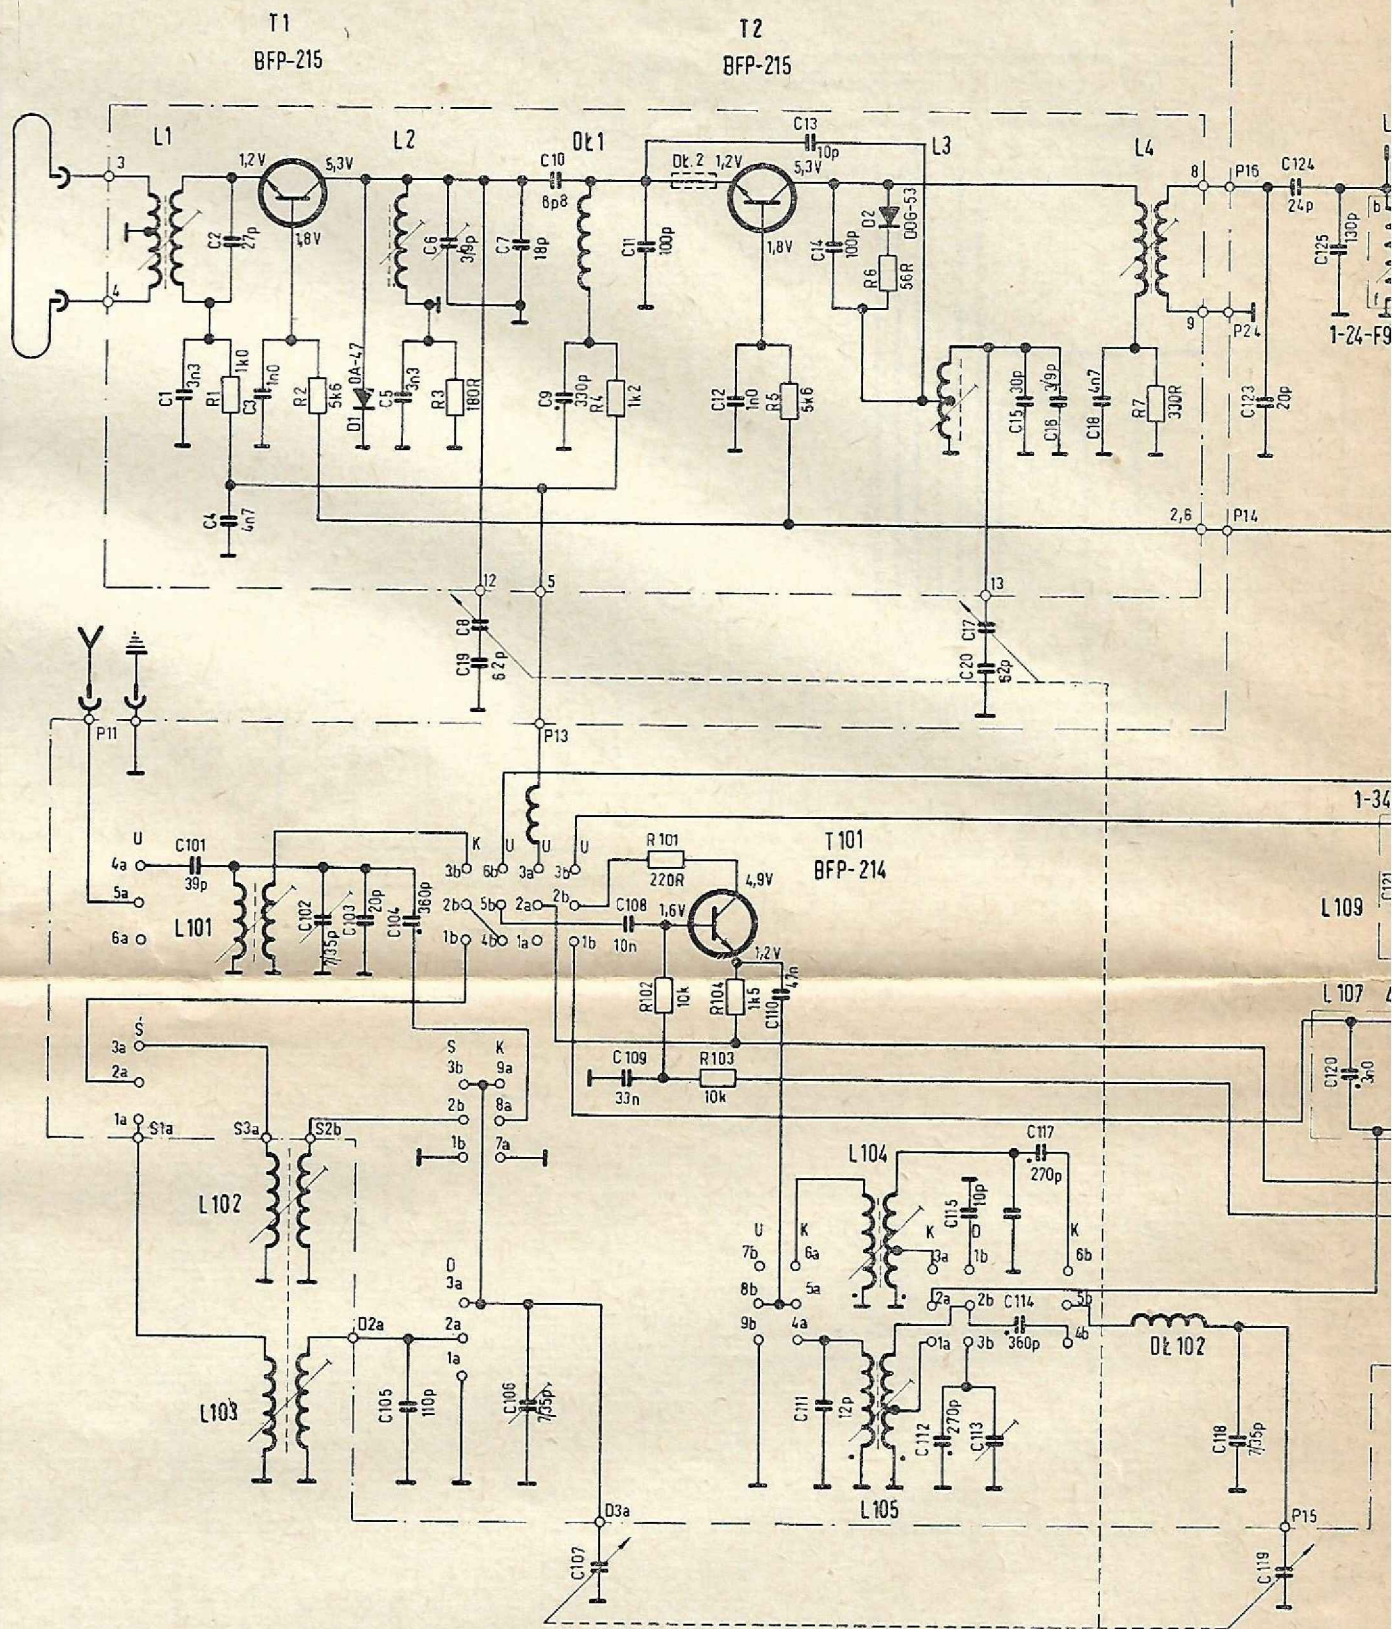 T1
BFP-215
T2
BFP-215
L1
L2
DŁ1
L3
L4
3
4
1,2V
5,3V
1,8V
C2
27p
C6
3/9p
C7
18p
C10
6p8
C11
100p
DŁ.2
1,2V
C13
10p
5,3V
1,8V
C14
100p
D2
DOG-53
R6
56R
8
P16
C124
24p
C125
130p
b
9
P24
1-24-F9
C1
3n3
R1
1k0
C3
1n0
R2
5k6
D1
OA-47
C5
3n3
R3
180R
C9
330p
R4
1k2
C12
1n0
R5
5k6
C15
30p
C16
3/9p
C18
4n7
R7
330R
C123
20p
C4
4n7
2,6
P14
12
5
13
C8
C19
62p
C17
C20
62p
P11
P13
U
4a
5a
6a
C101
39p
L101
C102
7/35p
C103
20p
C104
360p
K
U
U
U
3b
6b
3a
3b
2b
5b
2a
2b
1b
4b
1a
1b
R101
220R
T101
BFP-214
4,9V
1,6V
1,2V
C108
10n
R102
10k
R104
1k5
C110
47n
1-34
C121
L109
L107
C120
3n0
Ś
3a
2a
1a
S1a
S3a
S2b
S
K
3b
9a
2b
8a
1b
7a
C109
33n
R103
10k
L102
L103
L104
C117
270p
C115
10p
U
K
7b
6a
8b
5a
9b
4a
K
D
K
3a
1b
6b
2a
2b
5b
1a
3b
4b
C114
360p
DŁ102
D
3a
2a
1a
D2a
C105
110p
C106
7/35p
C111
12p
C112
270p
C113
L105
C118
7/35p
D3a
P15
C107
C119